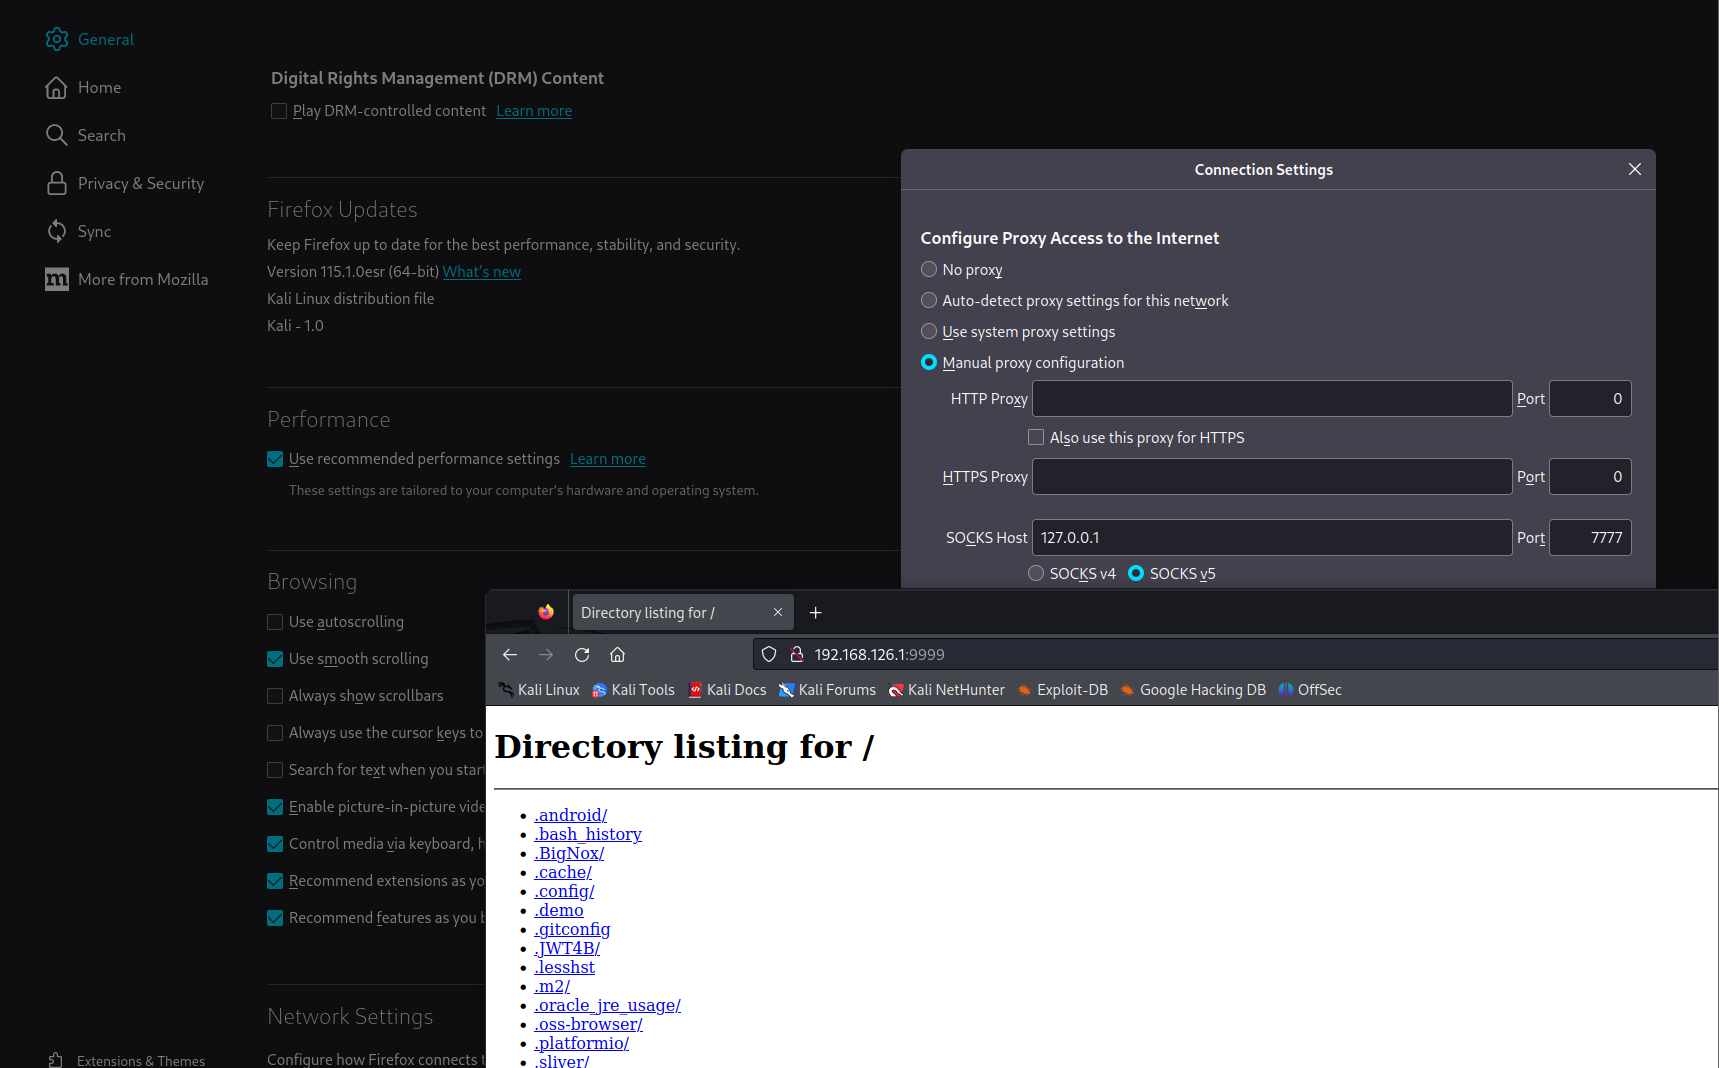 General
Home
Search
Privacy & Security
Sync
More from Mozilla
Extensions & Themes
Digital Rights Management (DRM) Content
Play DRM-controlled content Learn more
Firefox Updates
Keep Firefox up to date for the best performance, stability, and security.
Version 115.1.0esr (64-bit) What's new
Kali Linux distribution file
Kali - 1.0
Performance
Use recommended performance settings Learn more
These settings are tailored to your computer's hardware and operating system.
Browsing
Use autoscrolling
Use smooth scrolling
Always show scrollbars
Always use the cursor keys to
Search for text when you start
Enable picture-in-picture vide
Control media via keyboard, h
Recommend extensions as yo
Recommend features as you b
Network Settings
Configure how Firefox connects t
Connection Settings
Configure Proxy Access to the Internet
No proxy
Auto-detect proxy settings for this network
Use system proxy settings
Manual proxy configuration
HTTP Proxy Port 0
Also use this proxy for HTTPS
HTTPS Proxy Port 0
SOCKS Host 127.0.0.1 Port 7777
SOCKS v4 SOCKS v5
Directory listing for /
192.168.126.1:9999
Kali Linux Kali Tools Kali Docs Kali Forums Kali NetHunter Exploit-DB Google Hacking DB OffSec
Directory listing for /
.android/
.bash_history
.BigNox/
.cache/
.config/
.demo
.gitconfig
.JWT4B/
.lesshst
.m2/
.oracle_jre_usage/
.oss-browser/
.platformio/
.sliver/